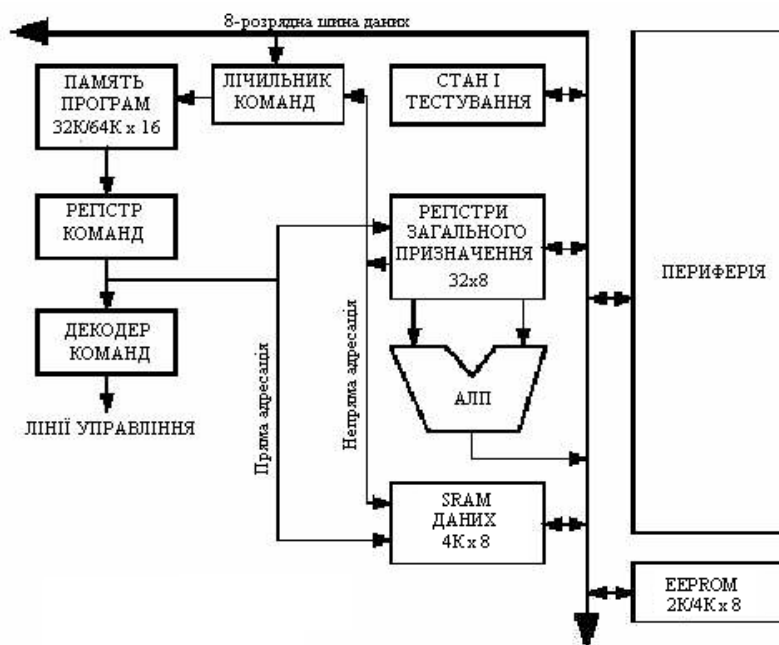 8-розрядна шина даних
ПАМЯТЬ
ПРОГРАМ
32К/64К х 16
ЛІЧИЛЬНИК
КОМАНД
СТАН І
ТЕСТУВАННЯ
РЕГІСТР
КОМАНД
РЕГІСТРИ
ЗАГАЛЬНОГО
ПРИЗНАЧЕННЯ
32х8
ПЕРИФЕРІЯ
ДЕКОДЕР
КОМАНД
ЛІНІЇ УПРАВЛІННЯ
Пряма адресація
Непряма адресація
АЛП
SRAM
ДАНИХ
4К х 8
EEPROM
2К/4К х 8